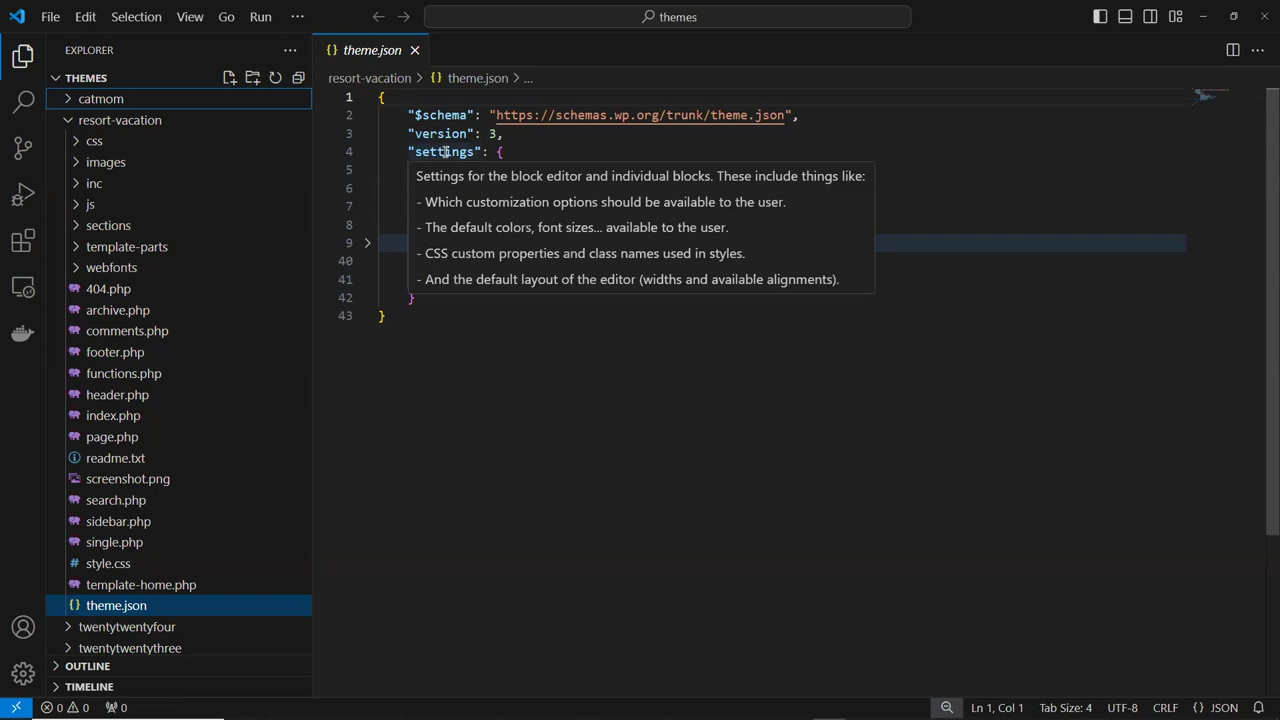 File Edit Selection View Go Run ··· themes
EXPLORER ···
THEMES
catmom
resort-vacation
css
images
inc
js
sections
template-parts
webfonts
404.php
archive.php
comments.php
footer.php
functions.php
header.php
index.php
page.php
readme.txt
screenshot.png
search.php
sidebar.php
single.php
style.css
template-home.php
theme.json
twentytwentyfour
twentytwentythree
OUTLINE
TIMELINE
{} theme.json
resort-vacation > {} theme.json > ...
1 {
2 "$schema": "https://schemas.wp.org/trunk/theme.json",
3 "version": 3,
4 "settings": {
5
6
7
8
9
40
41
42 }
43 }
Settings for the block editor and individual blocks. These include things like:
- Which customization options should be available to the user.
- The default colors, font sizes... available to the user.
- CSS custom properties and class names used in styles.
- And the default layout of the editor (widths and available alignments).
0 0 0 Ln 1, Col 1 Tab Size: 4 UTF-8 CRLF {} JSON